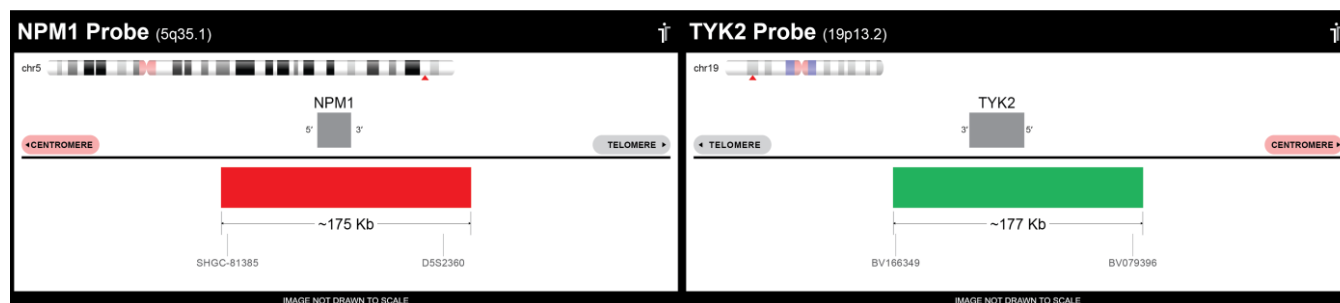 NPM1 Probe (5q35.1)
chr5
NPM1
5' 3'
CENTROMERE
TELOMERE
~175 Kb
SHGC-81385
D5S2360
IMAGE NOT DRAWN TO SCALE
TYK2 Probe (19p13.2)
chr19
TYK2
3' 5'
TELOMERE
CENTROMERE
~177 Kb
BV166349
BV079396
IMAGE NOT DRAWN TO SCALE